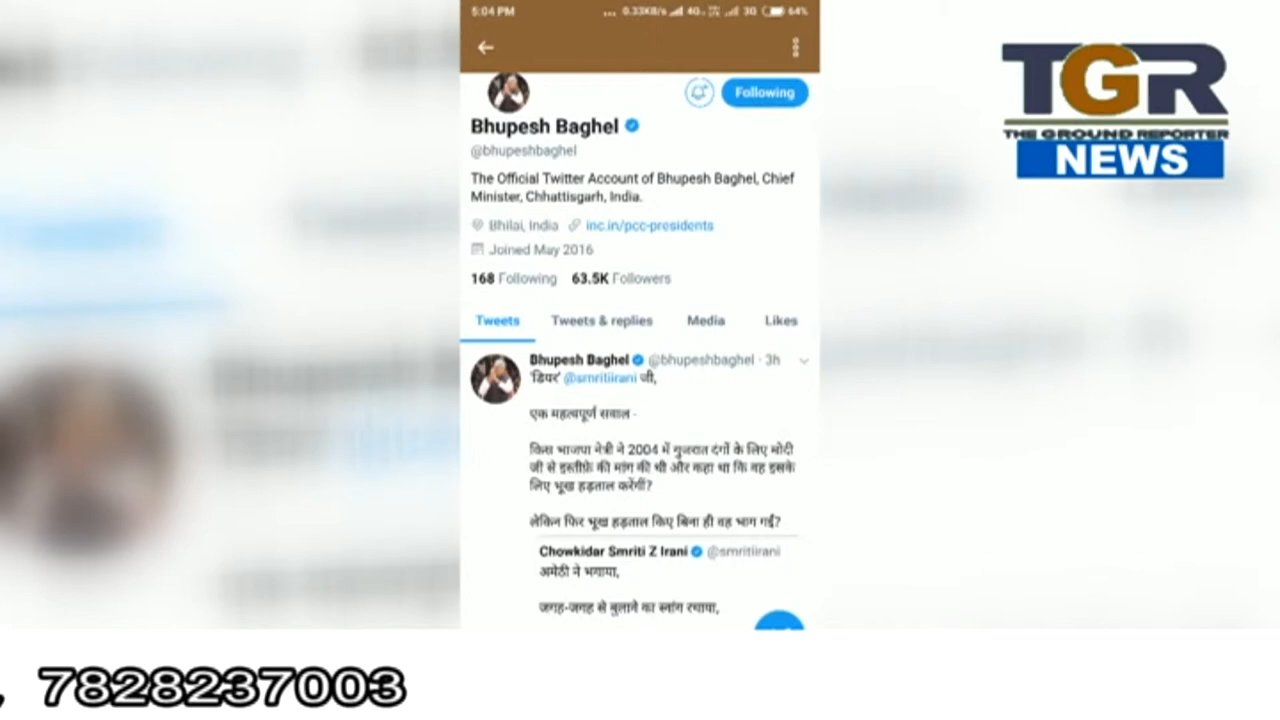 5:04 PM
... 0.33KB/s 4G 3G 64%
Following
Bhupesh Baghel
@bhupeshbaghel
The Official Twitter Account of Bhupesh Baghel, Chief
Minister, Chhattisgarh, India.
Bhilai, India inc.in/pcc-presidents
Joined May 2016
168 Following 63.5K Followers
Tweets Tweets & replies Media Likes
Bhupesh Baghel @bhupeshbaghel · 3h
'डियर' @smritiirani जी,
एक महत्वपूर्ण सवाल -
किस भाजपा नेत्री ने 2004 में गुजरात दंगों के लिए मोदी
जी से इस्तीफ़े की मांग की थी और कहा था कि वह इसके
लिए भूख हड़ताल करेंगीं?
लेकिन फिर भूख हड़ताल किए बिना ही वह भाग गईं?
Chowkidar Smriti Z Irani @smritiirani
अमेठी ने भगाया,
जगह-जगह से बुलाने का स्वांग रचाया,
TGR
THE GROUND REPORTER
NEWS
, 7828237003